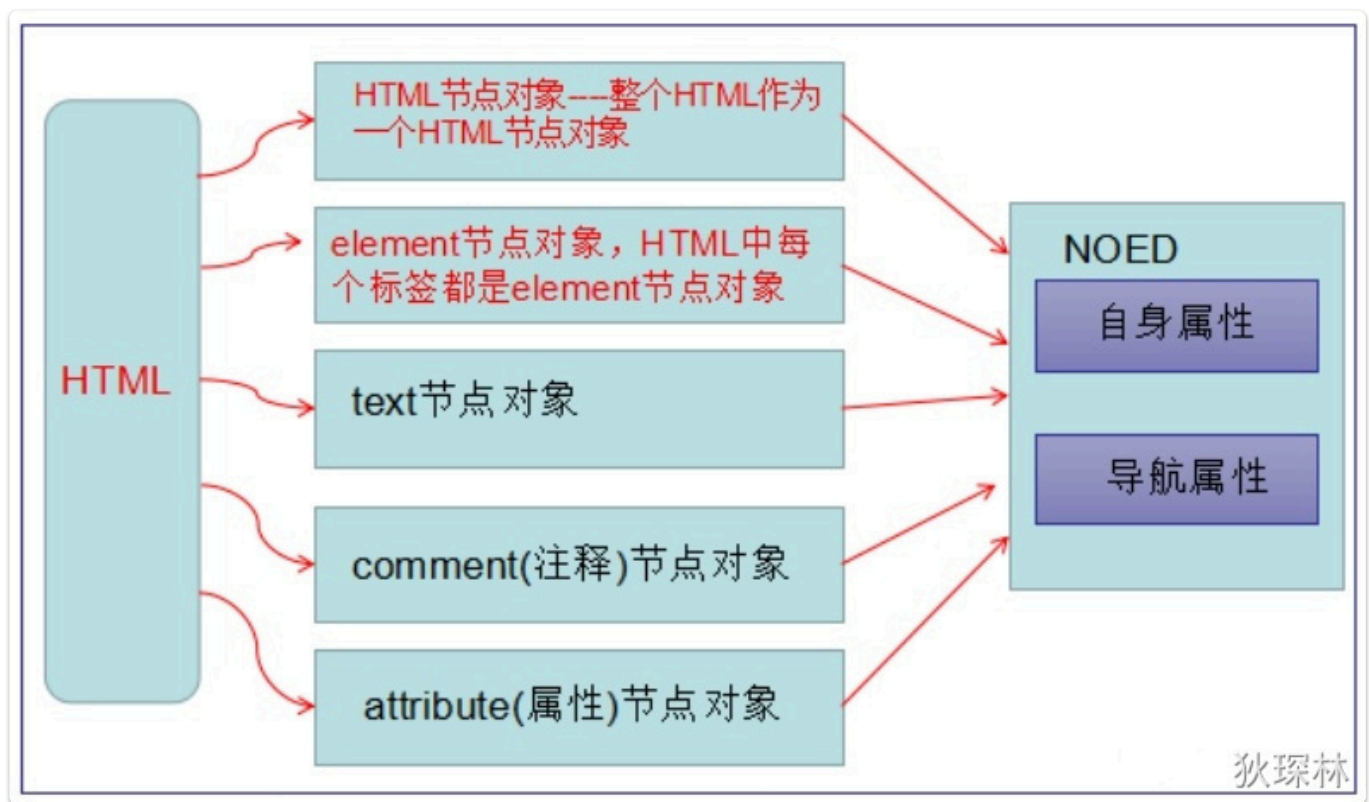 HTML
HTML节点对象----整个HTML作为
一个HTML节点对象
element节点对象，HTML中每
个标签都是element节点对象
text节点对象
comment(注释)节点对象
attribute(属性)节点对象
NOED
自身属性
导航属性
狄琛林